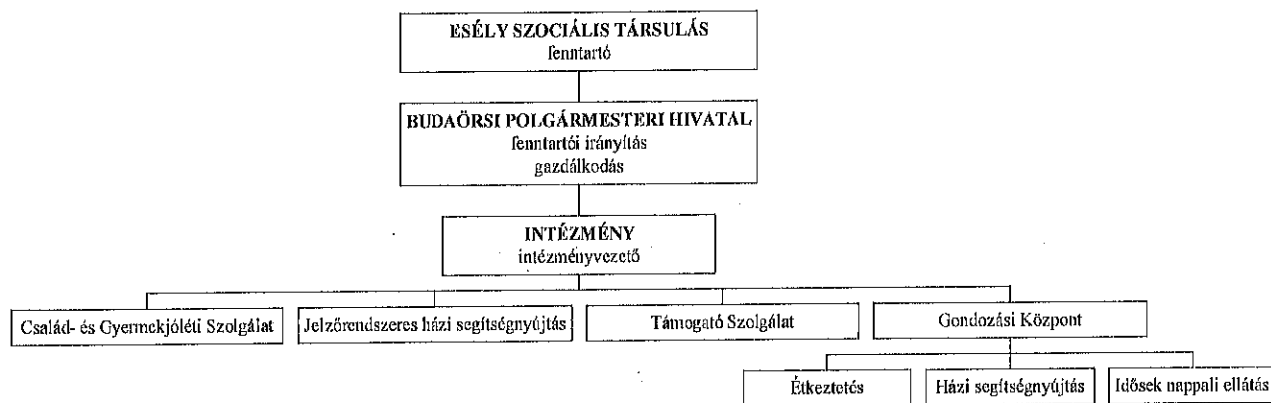 ESÉLY SZOCIÁLIS TÁRSULÁS
fenntartó
BUDAÖRSI POLGÁRMESTERI HIVATAL
fenntartói irányítás
gazdálkodás
INTÉZMÉNY
intézményvezető
Család- és Gyermekjóléti Szolgálat
Jelzőrendszeres házi segítségnyújtás
Támogató Szolgálat
Gondozási Központ
Étkeztetés
Házi segítségnyújtás
Idősek nappali ellátás